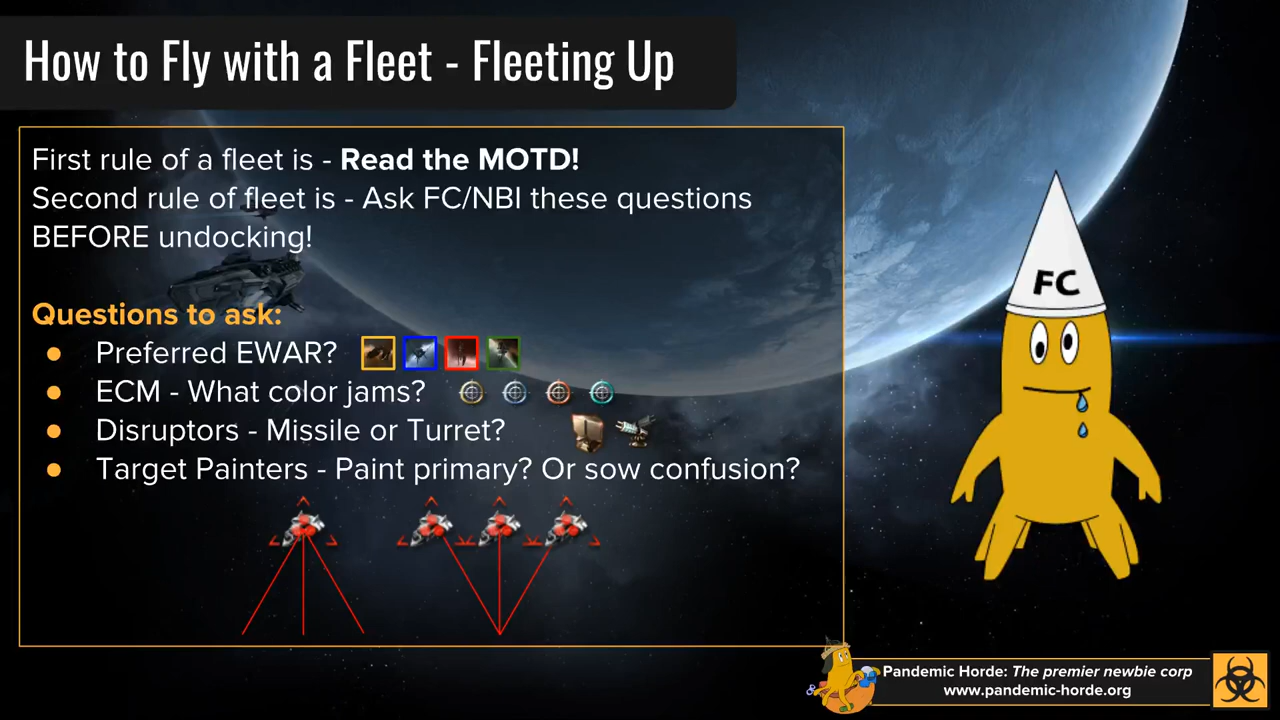 How to Fly with a Fleet - Fleeting Up
First rule of a fleet is - Read the MOTD!
Second rule of fleet is - Ask FC/NBI these questions
BEFORE undocking!
Questions to ask:
● Preferred EWAR?
● ECM - What color jams?
● Disruptors - Missile or Turret?
● Target Painters - Paint primary? Or sow confusion?
FC
Pandemic Horde: The premier newbie corp
www.pandemic-horde.org